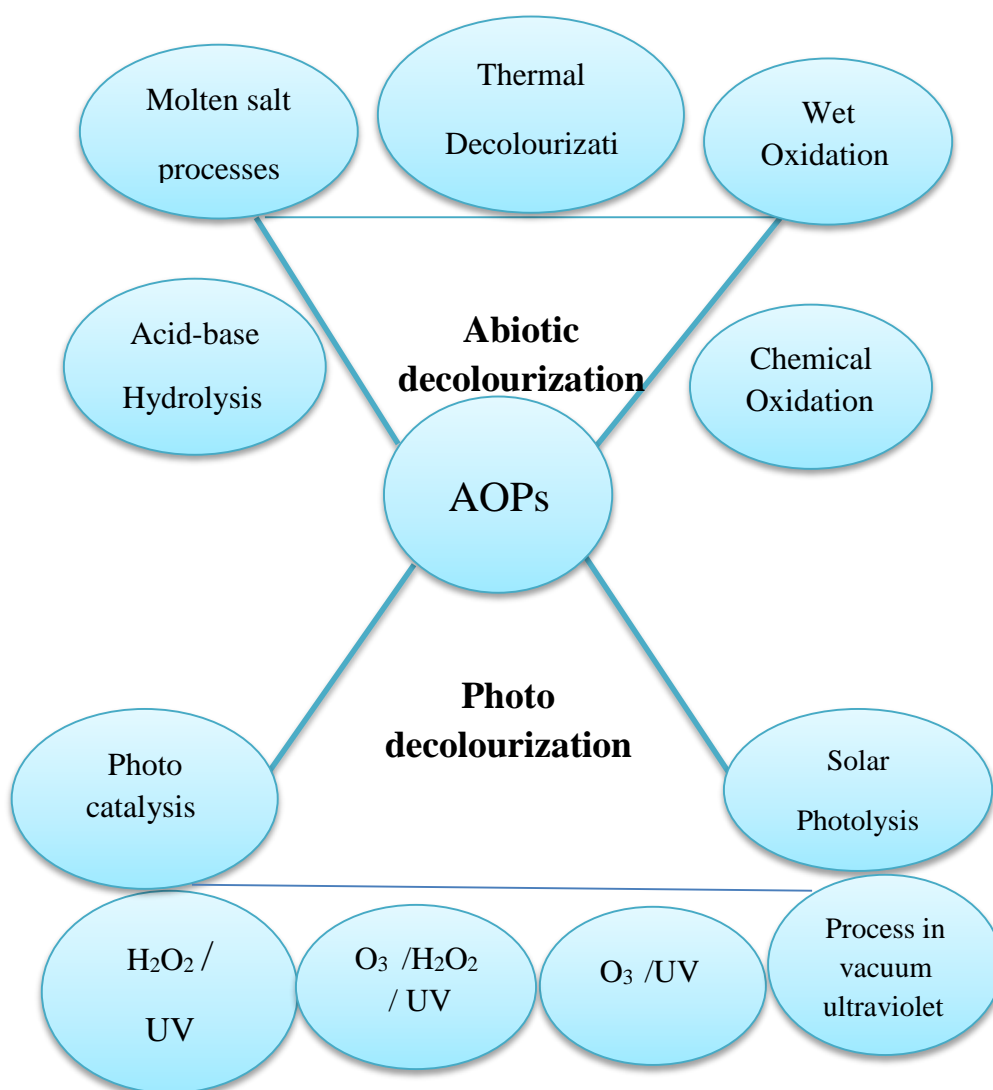 Molten salt
processes
Thermal
Decolourizati
Wet
Oxidation
Acid-base
Hydrolysis
Abiotic
decolourization
Chemical
Oxidation
AOPs
Photo
decolourization
Photo
catalysis
Solar
Photolysis
H₂O₂ /
UV
O₃ /H₂O₂
/ UV
O₃ /UV
Process in
vacuum
ultraviolet